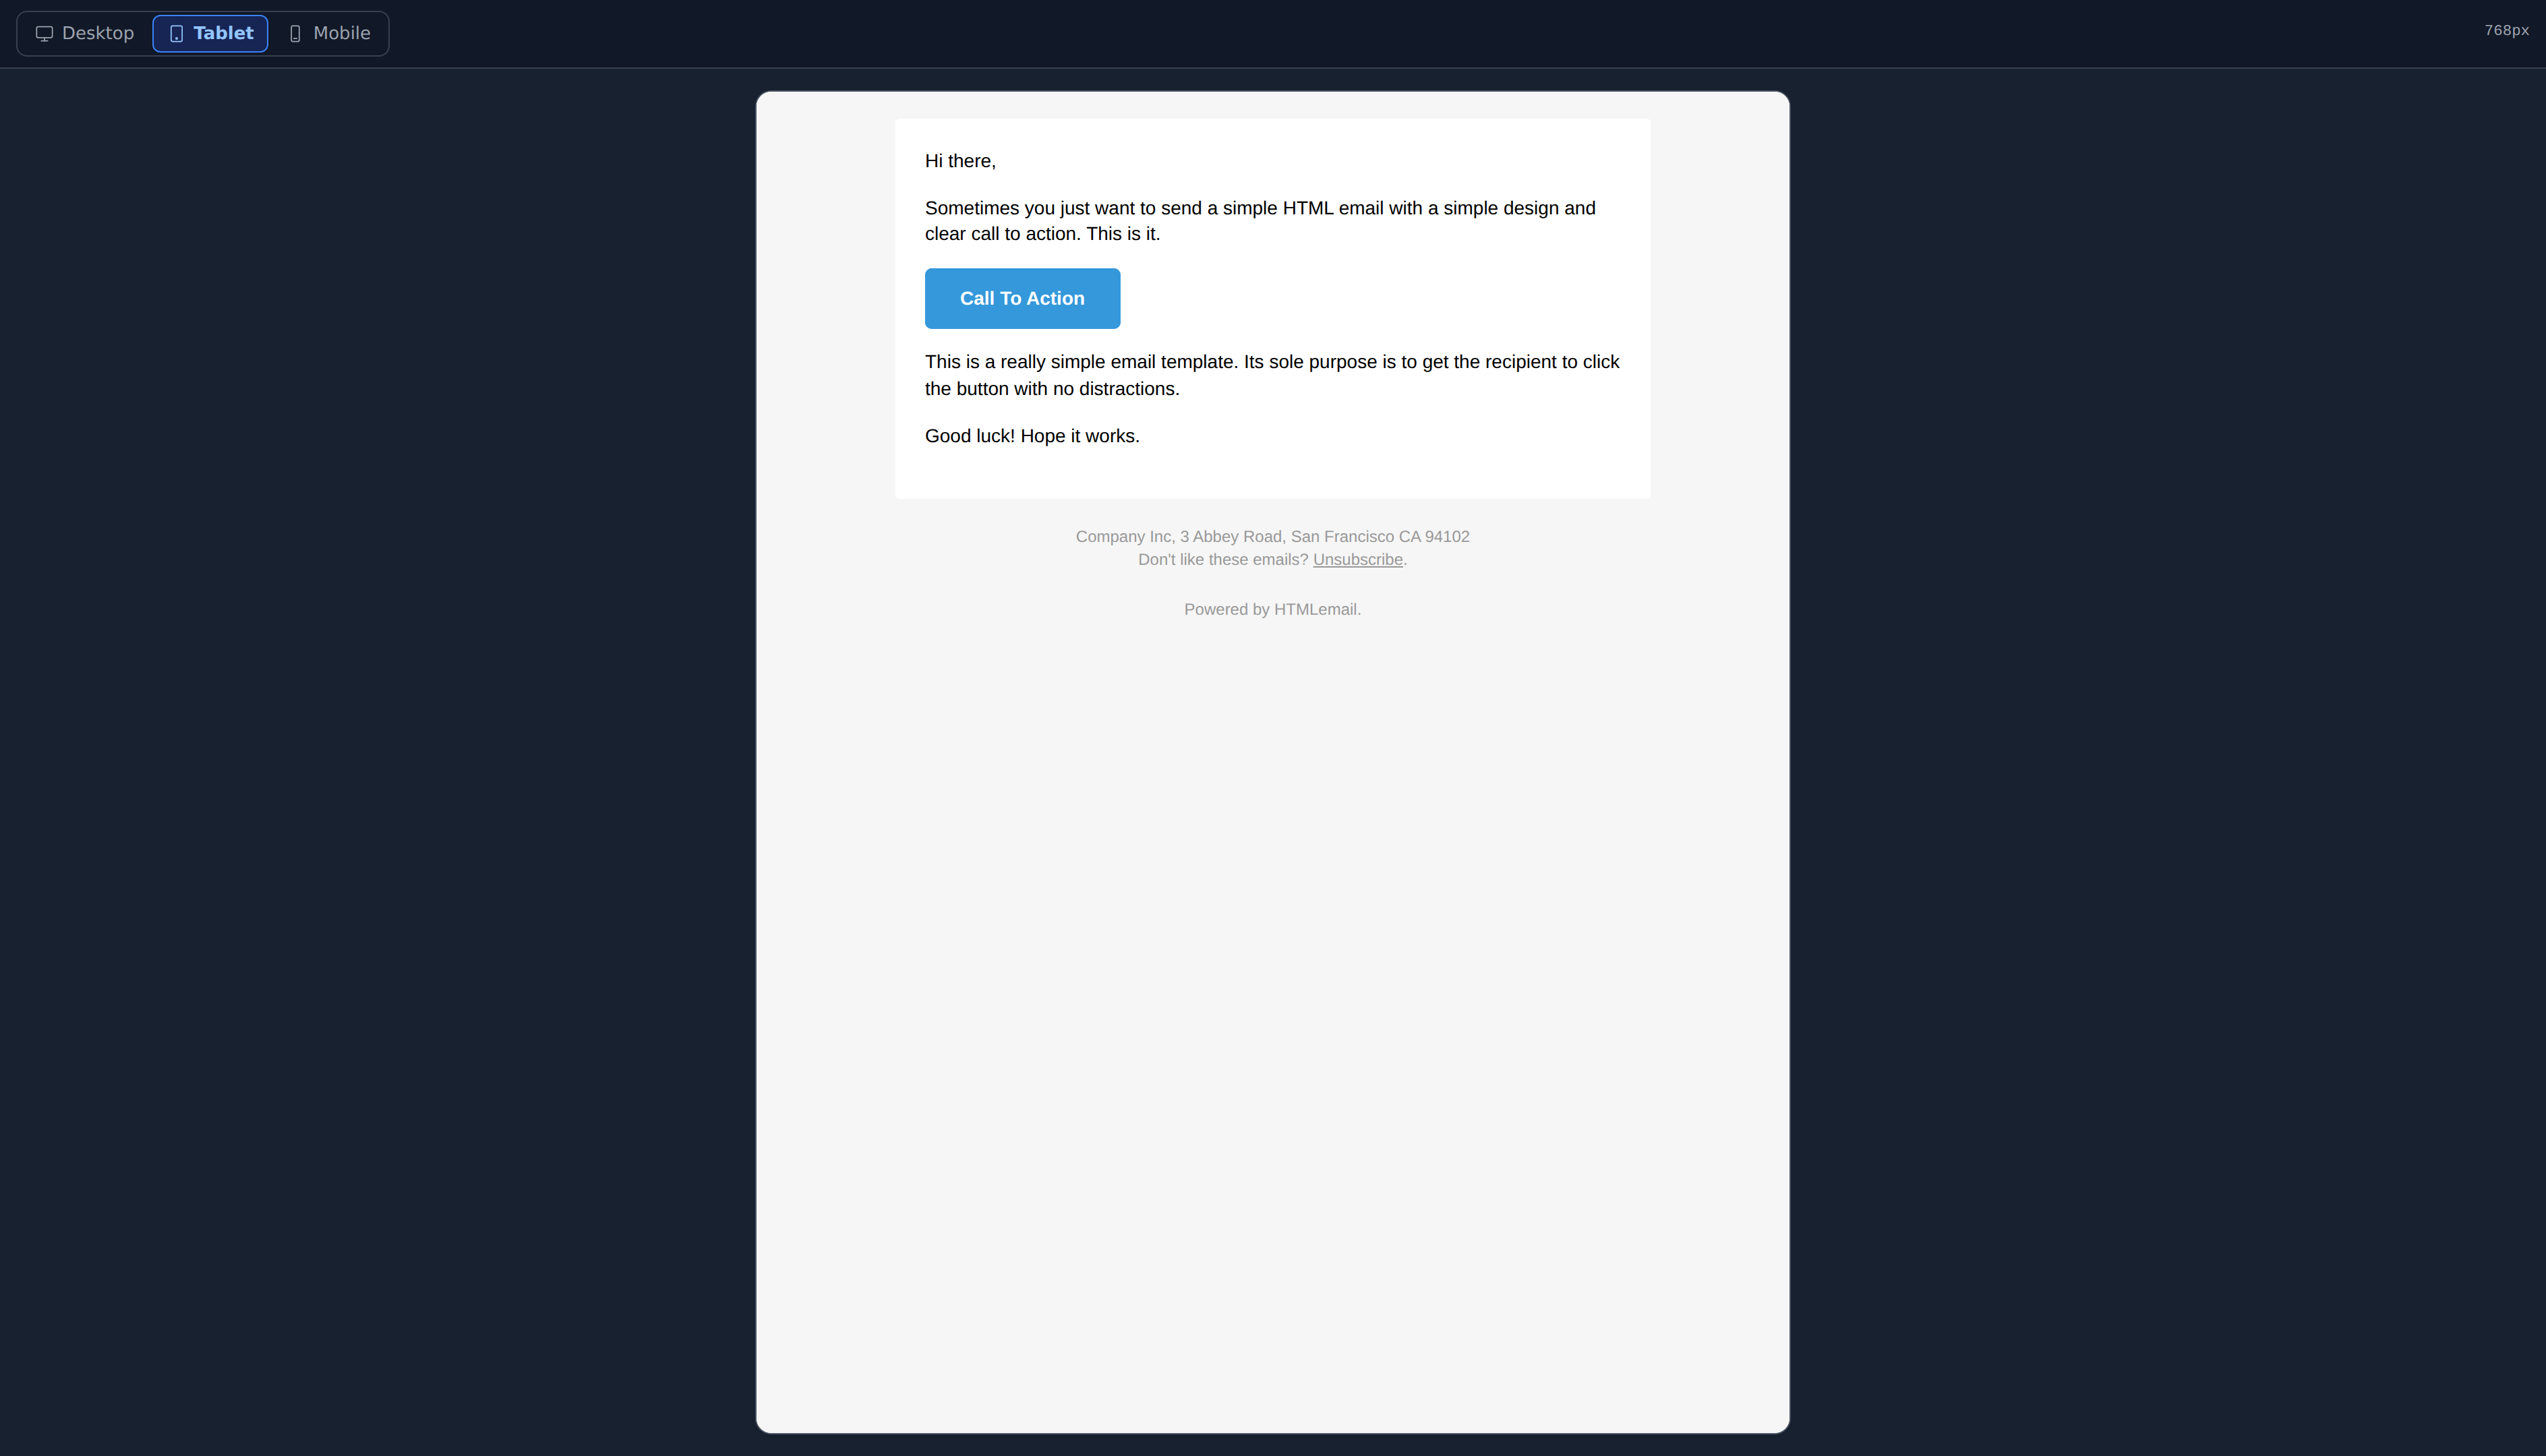 Desktop
Tablet
Mobile
768px
Hi there,
Sometimes you just want to send a simple HTML email with a simple design and
clear call to action. This is it.
Call To Action
This is a really simple email template. Its sole purpose is to get the recipient to click
the button with no distractions.
Good luck! Hope it works.
Company Inc, 3 Abbey Road, San Francisco CA 94102
Don't like these emails? Unsubscribe.
Powered by HTMLemail.